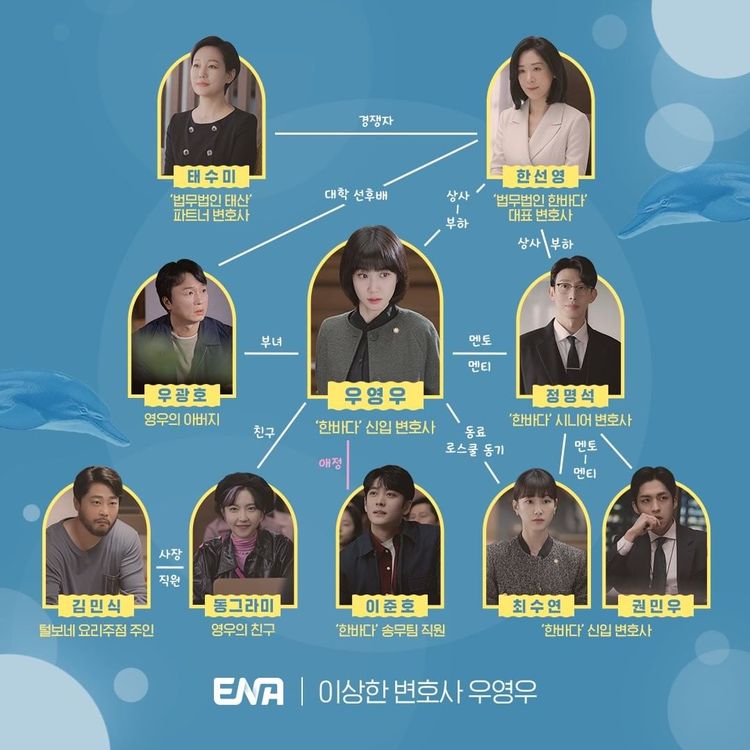 경쟁자
태수미
'법무법인 태산'
파트너 변호사
한선영
'법무법인 한바다'
대표 변호사
대학 선후배
상사
부하
상사 부하
우광호
영우의 아버지
부녀
우영우
'한바다' 신입 변호사
멘토
멘티
정명석
'한바다' 시니어 변호사
친구
애정
동료
로스쿨 동기
멘토
멘티
김민식
털보네 요리주점 주인
사장
직원
동그라미
영우의 친구
이준호
'한바다' 송무팀 직원
최수연
권민우
'한바다' 신입 변호사
ENA | 이상한 변호사 우영우